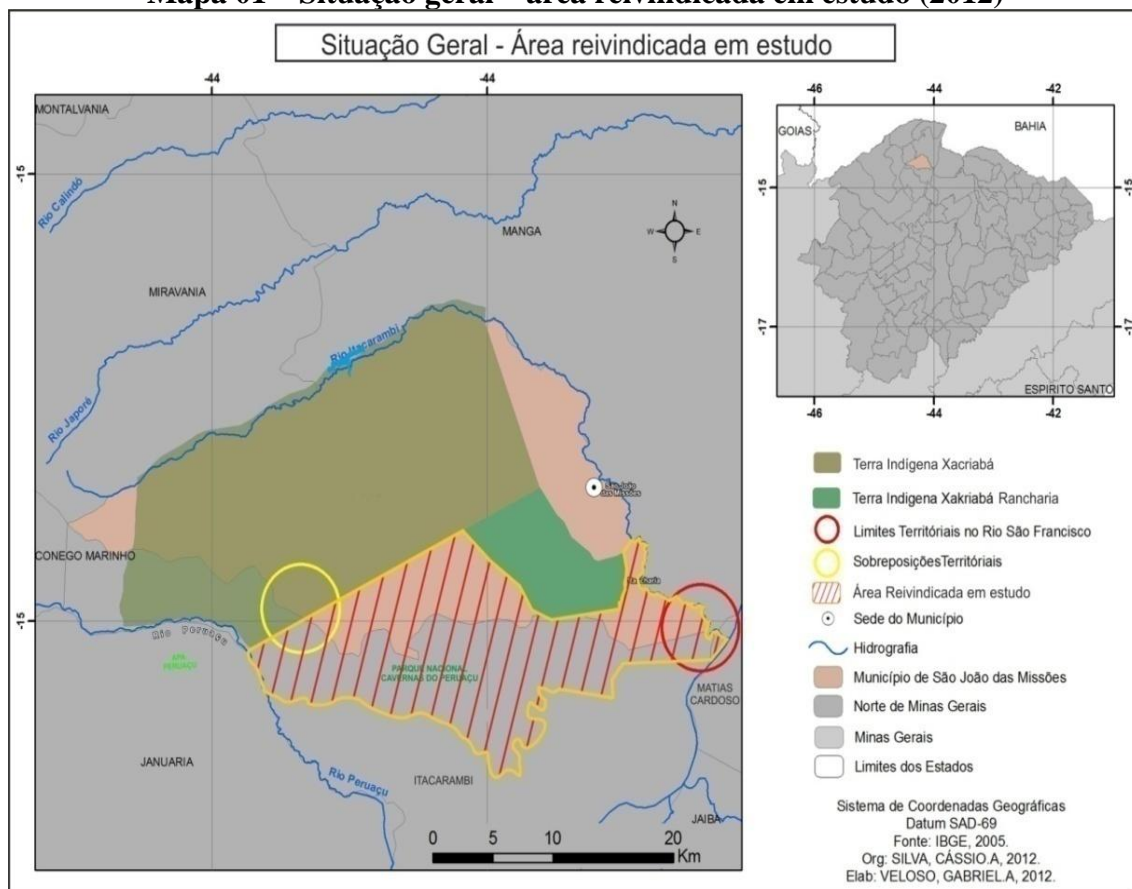 Mapa 01 – Situação geral – área reivindicada em estudo (2012)
Situação Geral - Área reivindicada em estudo
-44
-44
MONTALVANIA
-15
Rio Calindó
MANGA
N
W
E
S
MIRAVANIA
Rio Itacarambi
Rio Japoré
São João
das Missões
CONEGO MARINHO
-15
Rio Peruaçu
APA
PERUAÇU
PARQUE NACIONAL
CAVERNAS DO PERUAÇU
MATIAS
CARDOSO
JANUARIA
Rio Peruaçu
ITACARAMBI
JAIBA
0
5
10
20
Km
-46
-44
-42
GOIAS
BAHIA
-15
-15
-17
-17
ESPIRITO SANTO
-46
-44
-42
Terra Indígena Xacriabá
Terra Indigena Xakriabá Rancharia
Limites Territóriais no Rio São Francisco
SobreposiçõesTerritóriais
Área Reivindicada em estudo
Sede do Município
Hidrografia
Município de São João das Missões
Norte de Minas Gerais
Minas Gerais
Limites dos Estados
Sistema de Coordenadas Geográficas
Datum SAD-69
Fonte: IBGE, 2005.
Org: SILVA, CÁSSIO.A, 2012.
Elab: VELOSO, GABRIEL.A, 2012.